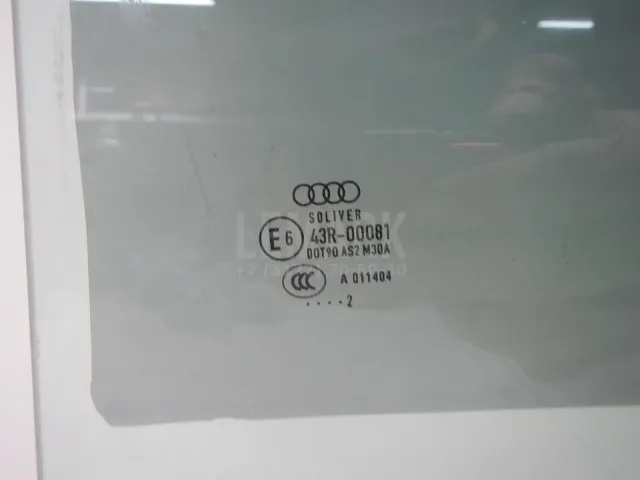 SOLIVER
E6 43R-00081
DOT90 AS2 M30A
CCC A 011404
.... 2